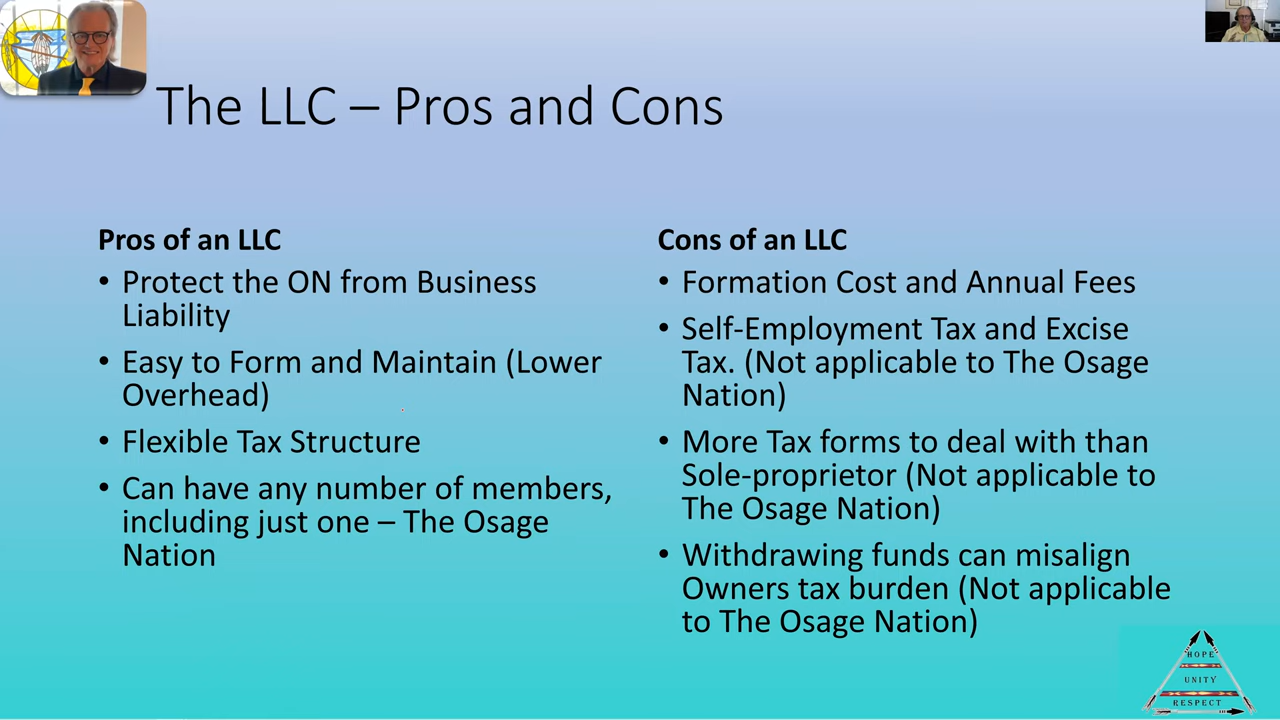 The LLC – Pros and Cons
Pros of an LLC
• Protect the ON from Business
Liability
• Easy to Form and Maintain (Lower
Overhead)
• Flexible Tax Structure
• Can have any number of members,
including just one – The Osage
Nation
Cons of an LLC
• Formation Cost and Annual Fees
• Self-Employment Tax and Excise
Tax. (Not applicable to The Osage
Nation)
• More Tax forms to deal with than
Sole-proprietor (Not applicable to
The Osage Nation)
• Withdrawing funds can misalign
Owners tax burden (Not applicable
to The Osage Nation)
HOPE
UNITY
RESPECT